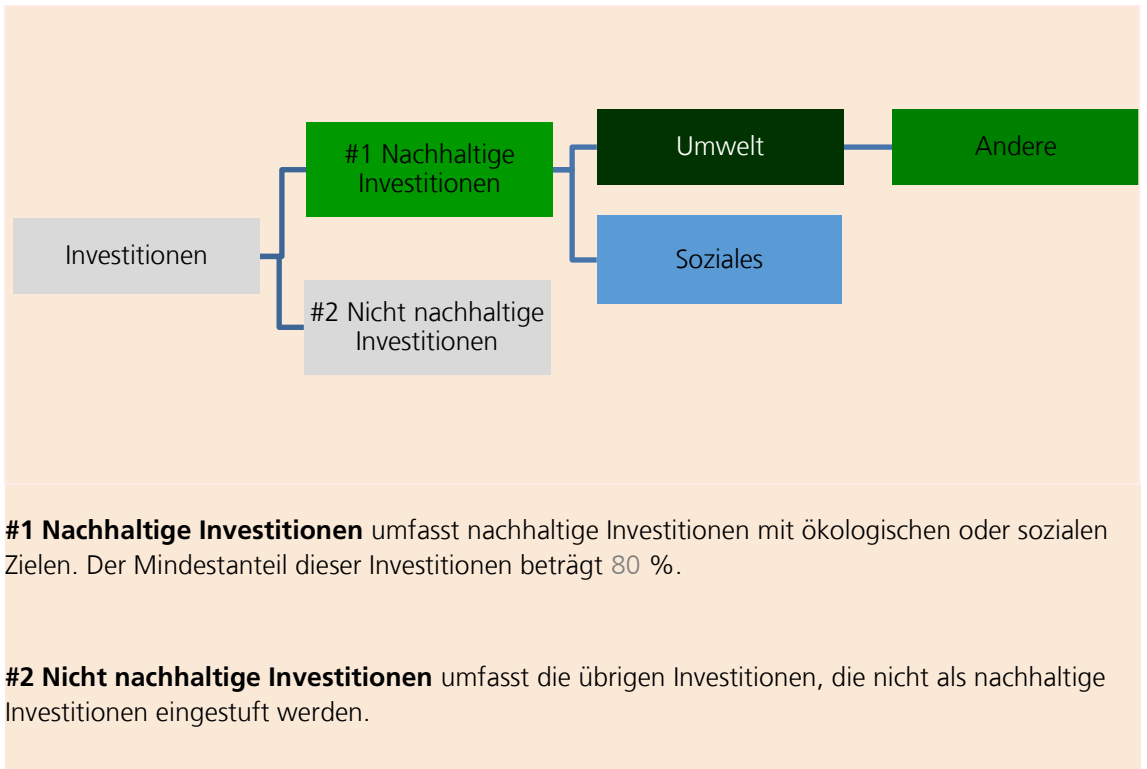 #1 Nachhaltige
Investitionen
Umwelt
Andere
Investitionen
Soziales
#2 Nicht nachhaltige
Investitionen
#1 Nachhaltige Investitionen umfasst nachhaltige Investitionen mit ökologischen oder sozialen
Zielen. Der Mindestanteil dieser Investitionen beträgt 80 %.
#2 Nicht nachhaltige Investitionen umfasst die übrigen Investitionen, die nicht als nachhaltige
Investitionen eingestuft werden.